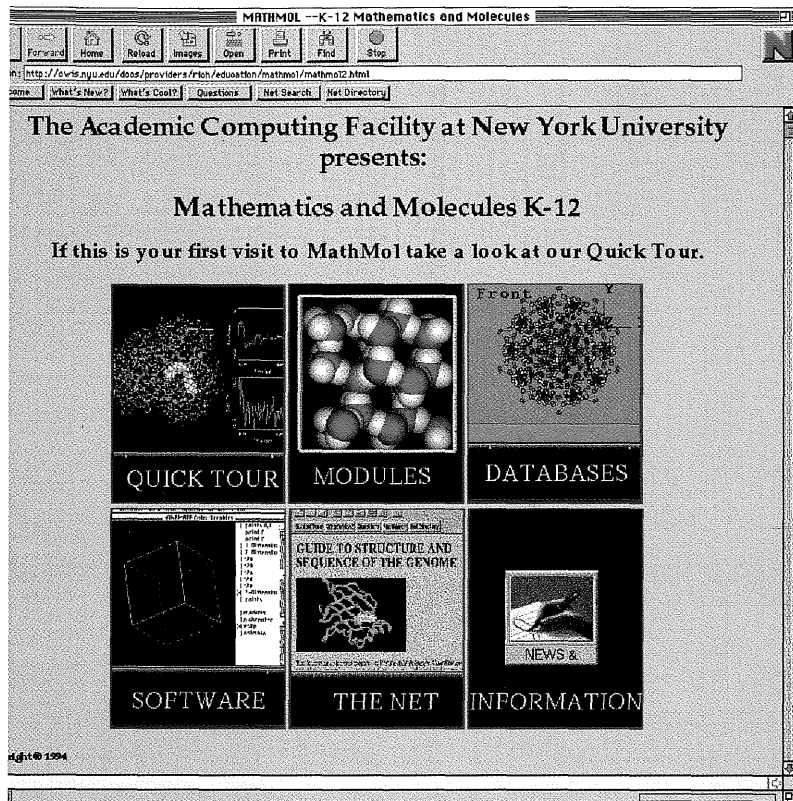 MATHMOL --K-12 Mathematics and Molecules
Forward Home Reload Images Open Print Find Stop
http://cwis.nyu.edu/docs/providers/rich/education/mathmol/mathmol2.html
What's New? What's Cool? Questions Net Search Net Directory
The Academic Computing Facility at New York University
presents:
Mathematics and Molecules K-12
If this is your first visit to MathMol take a look at our Quick Tour.
Front Y
QUICK TOUR MODULES DATABASES
GUIDE TO STRUCTURE AND
SEQUENCE OF THE GENOME
NEWS &
SOFTWARE THE NET INFORMATION
© 1994